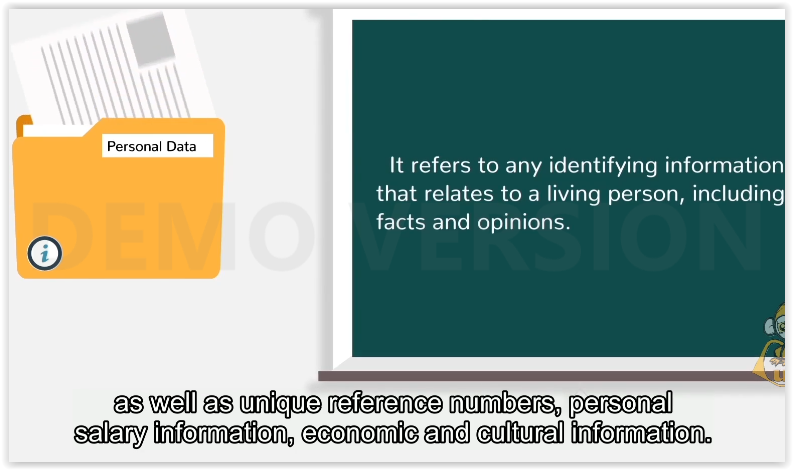 Personal Data
It refers to any identifying information
that relates to a living person, including
facts and opinions.
DEMO VERSION
as well as unique reference numbers, personal
salary information, economic and cultural information.